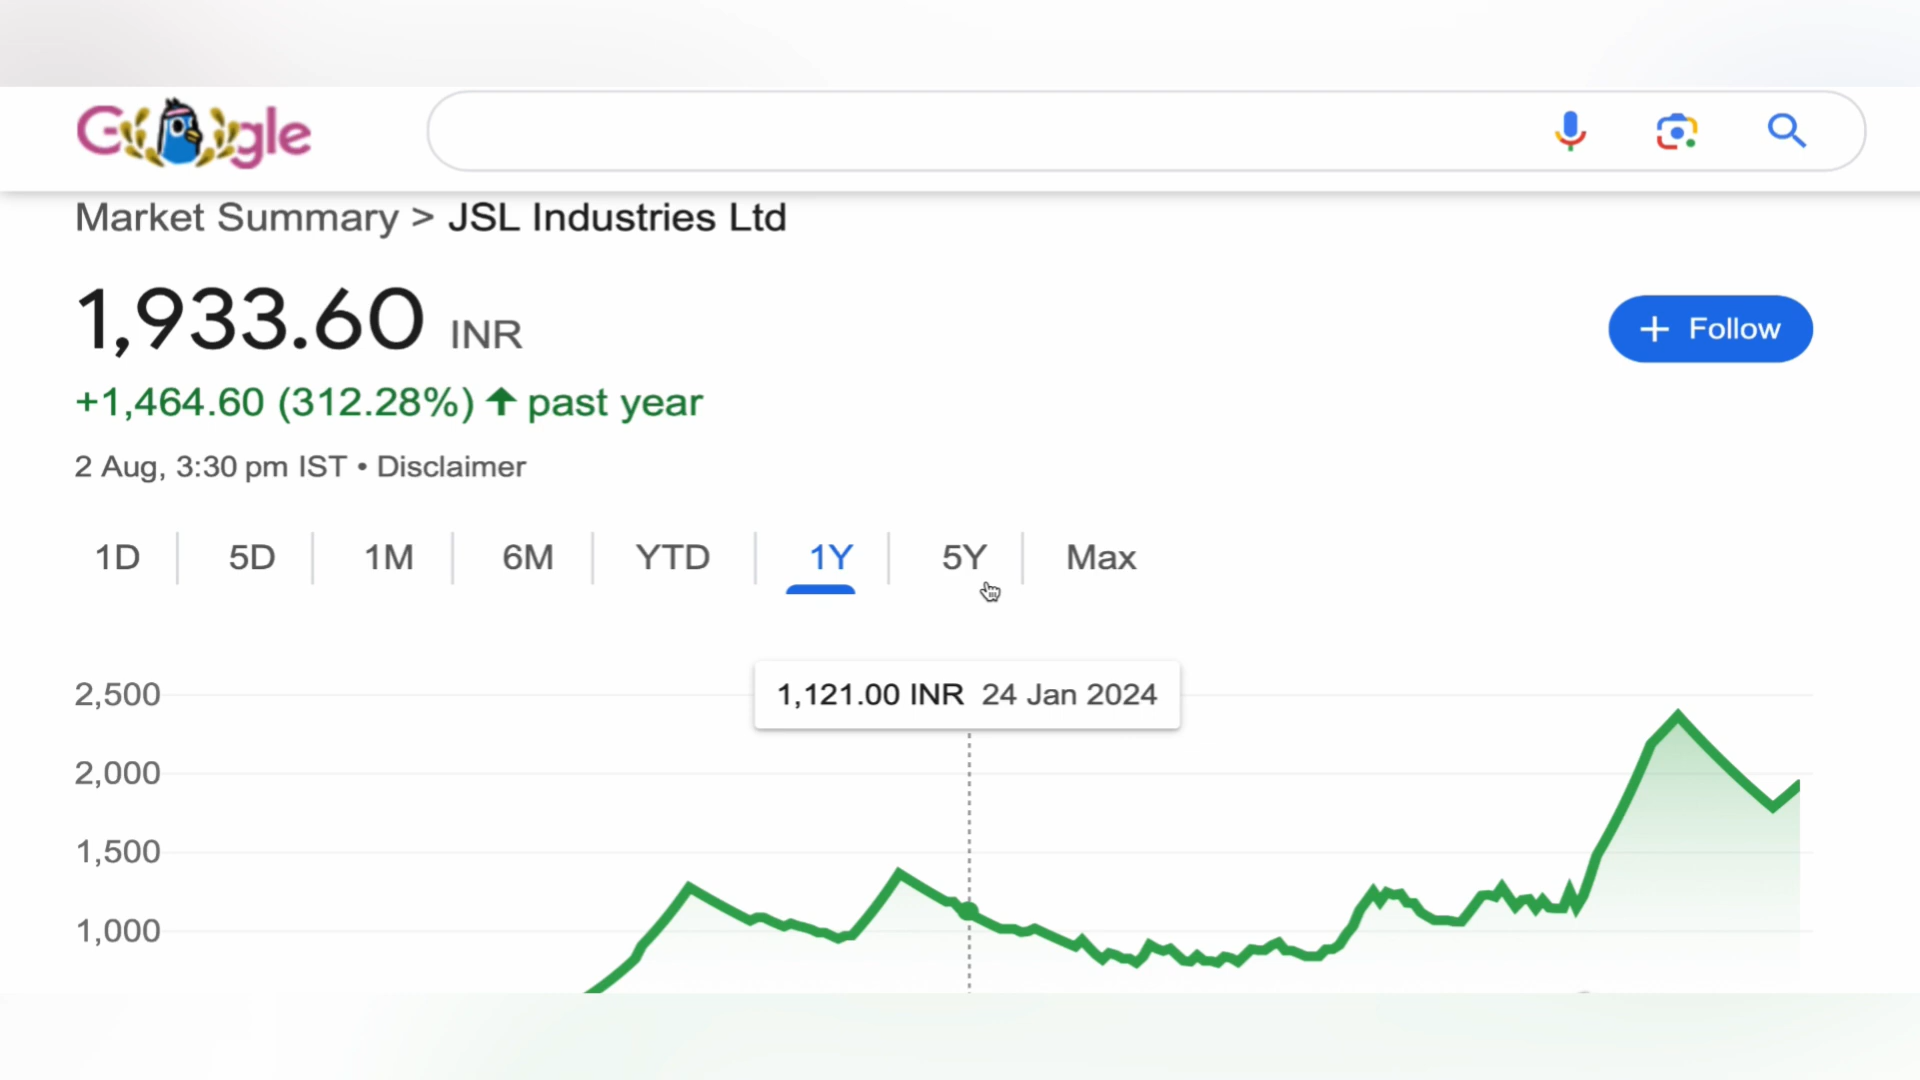 Google
Market Summary > JSL Industries Ltd
1,933.60 INR
+ Follow
+1,464.60 (312.28%) ↑ past year
2 Aug, 3:30 pm IST • Disclaimer
1D 5D 1M 6M YTD 1Y 5Y Max
2,500
1,121.00 INR 24 Jan 2024
2,000
1,500
1,000